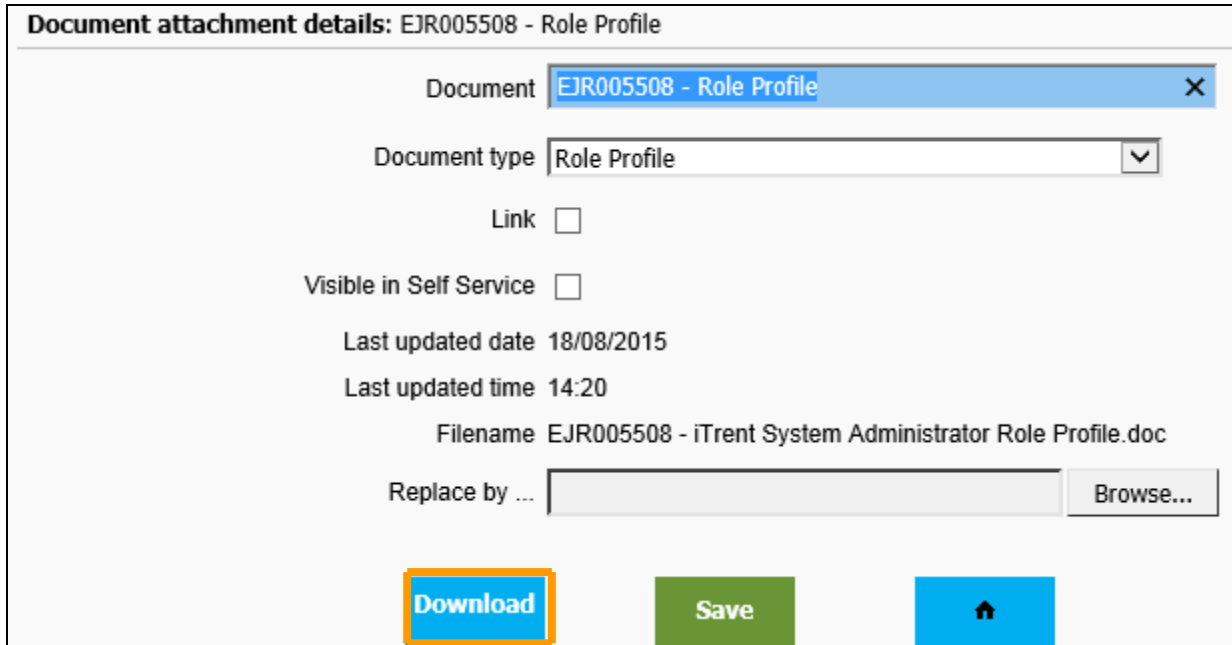 Document attachment details: EJR005508 - Role Profile
Document EJR005508 - Role Profile
Document type Role Profile
Link
Visible in Self Service
Last updated date 18/08/2015
Last updated time 14:20
Filename EJR005508 - iTrent System Administrator Role Profile.doc
Replace by ... Browse...
Download Save